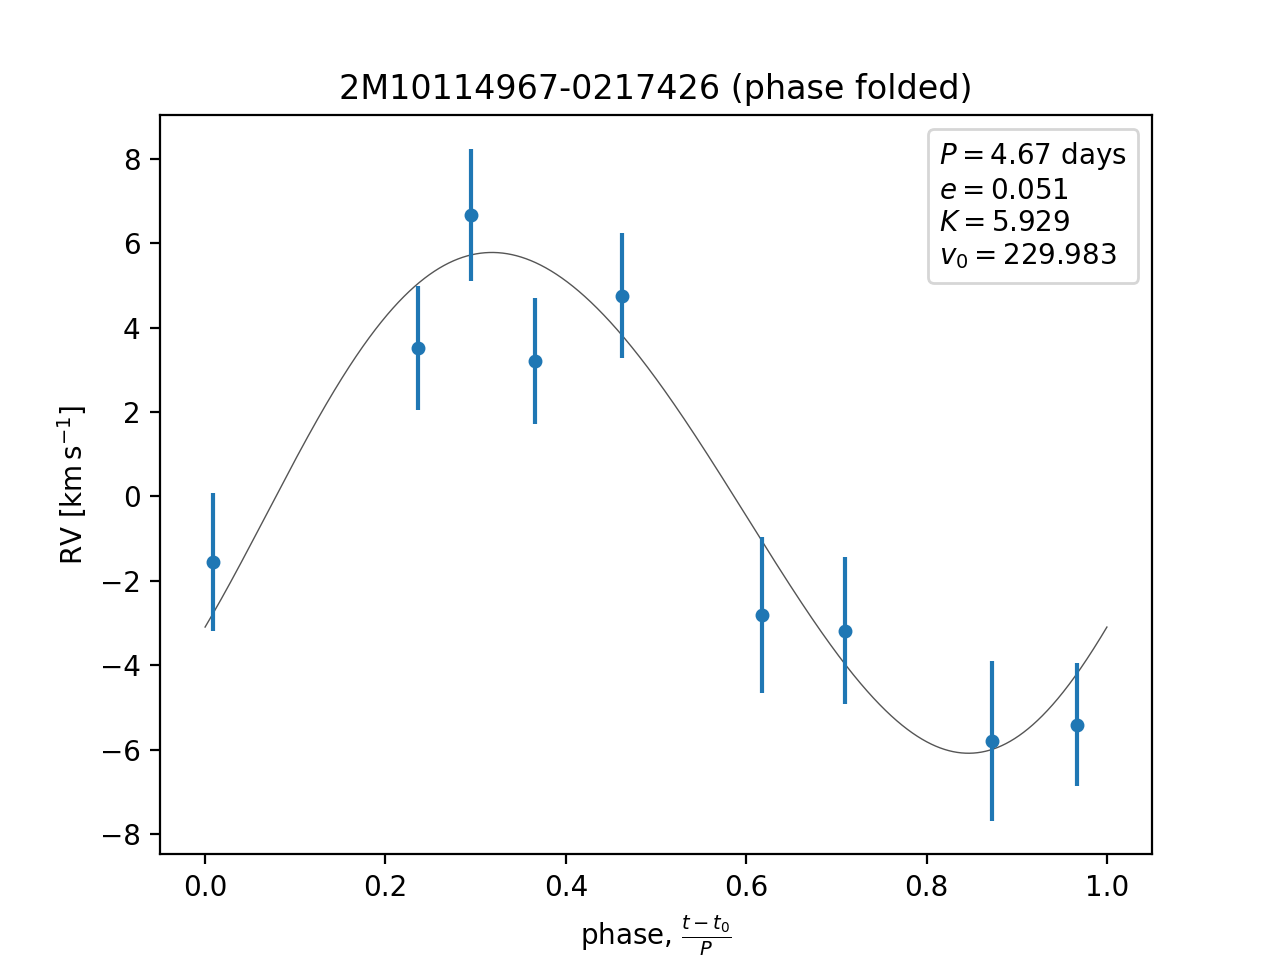 2M10114967-0217426 (phase folded)
P = 4.67 days
e = 0.051
K = 5.929
v₀ = 229.983
RV [km s⁻¹]
8
6
4
2
0
−2
−4
−6
−8
0.0 0.2 0.4 0.6 0.8 1.0
phase, (t − t₀)/P